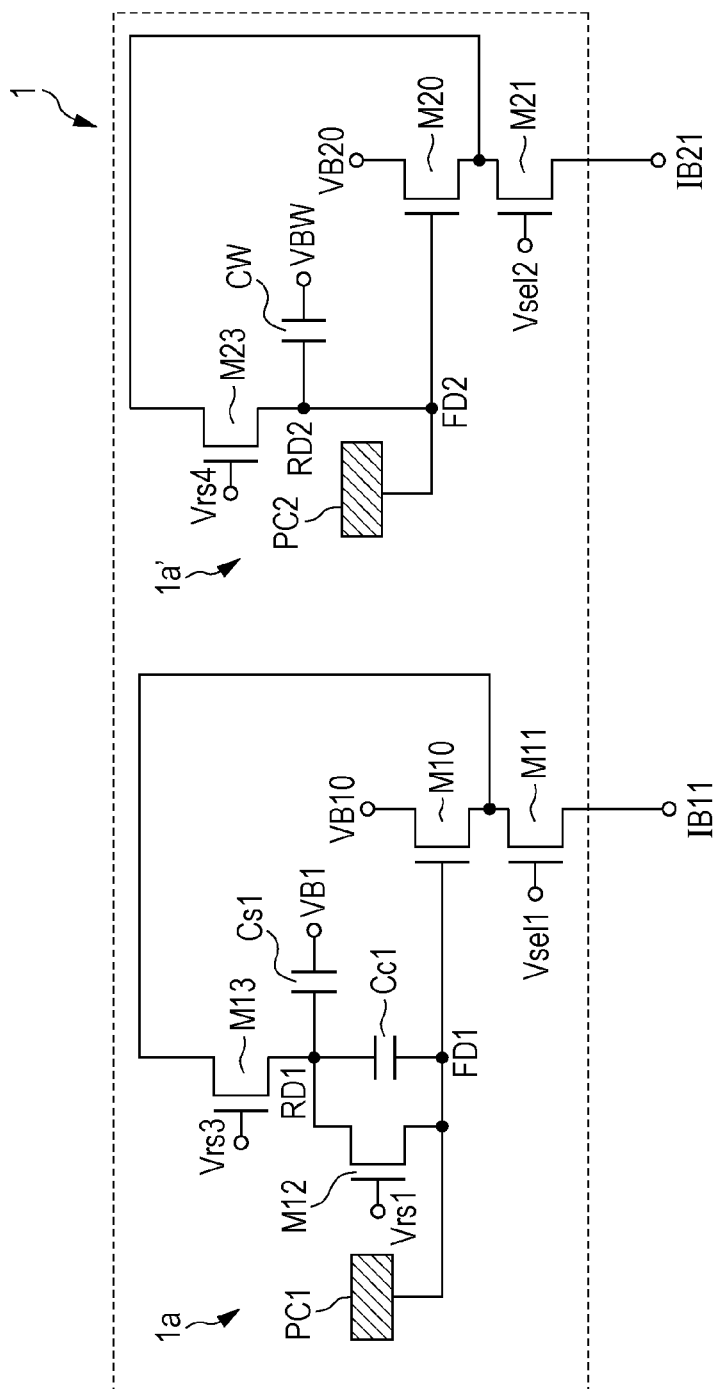 1
1a
PC1
Vrs1
M12
Vrs3
M13
RD1
Cs1
VB1
Cc1
FD1
VB10
M10
M11
Vsel1
IB11
1a'
PC2
Vrs4
M23
RD2
CW
VBW
FD2
VB20
M20
M21
Vsel2
IB21